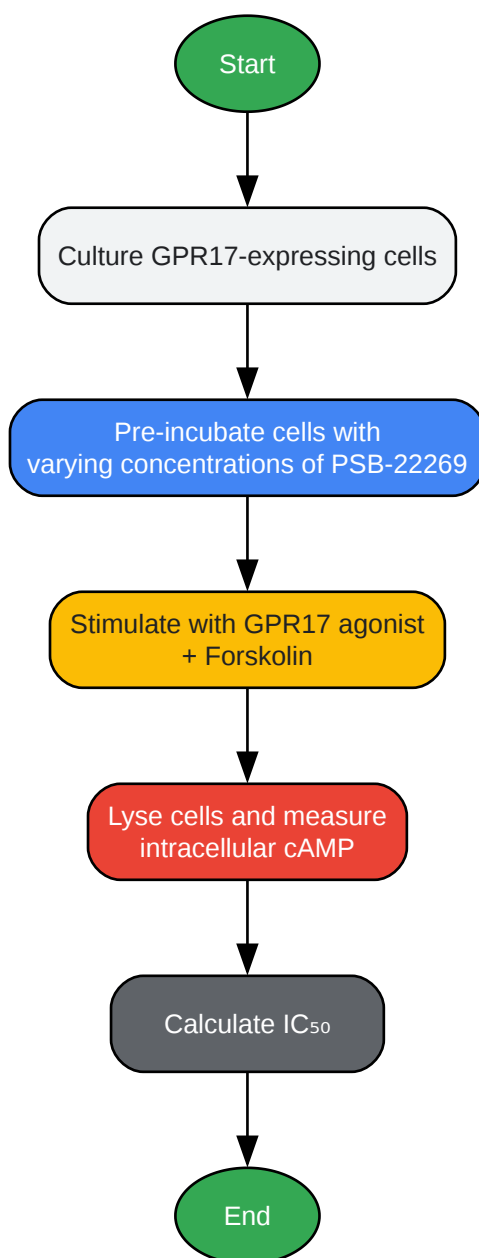 Start
Culture GPR17-expressing cells
Pre-incubate cells with
varying concentrations of PSB-22269
Stimulate with GPR17 agonist
+ Forskolin
Lyse cells and measure
intracellular cAMP
Calculate IC₅₀
End